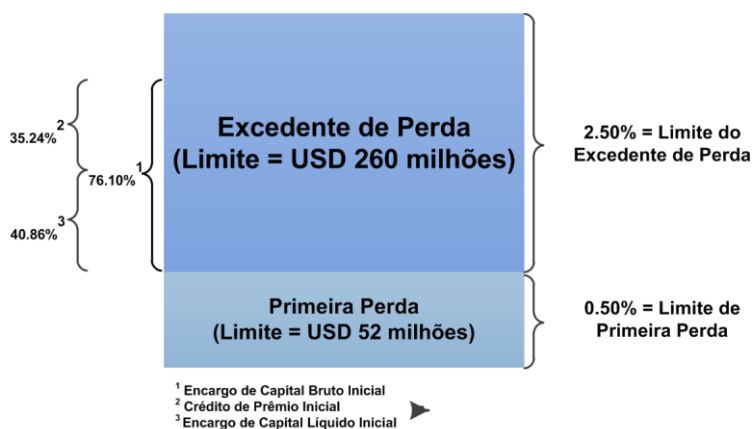 Excedente de Perda
(Limite = USD 260 milhões)
35.24%²
76.10%¹
40.86%³
2.50% = Limite do
Excedente de Perda
Primeira Perda
(Limite = USD 52 milhões)
0.50% = Limite de
Primeira Perda
¹ Encargo de Capital Bruto Inicial
² Crédito de Prêmio Inicial
³ Encargo de Capital Líquido Inicial